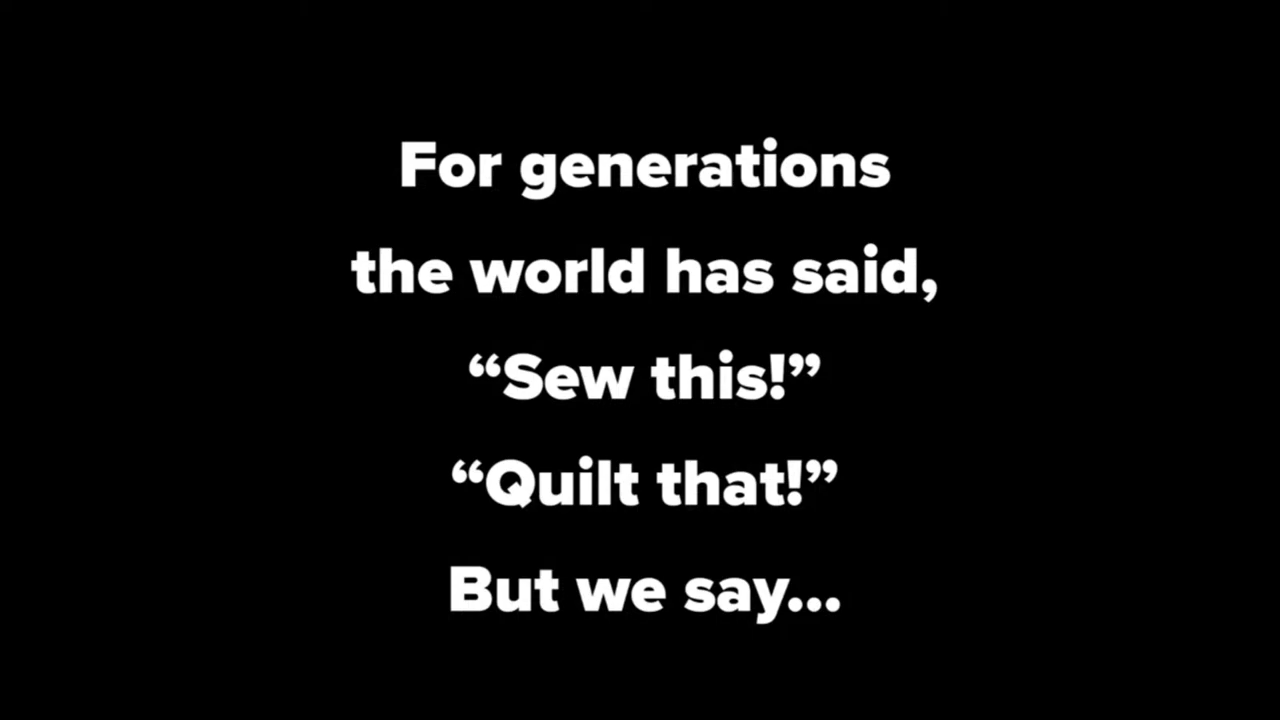 For generations
the world has said,
“Sew this!”
“Quilt that!”
But we say...